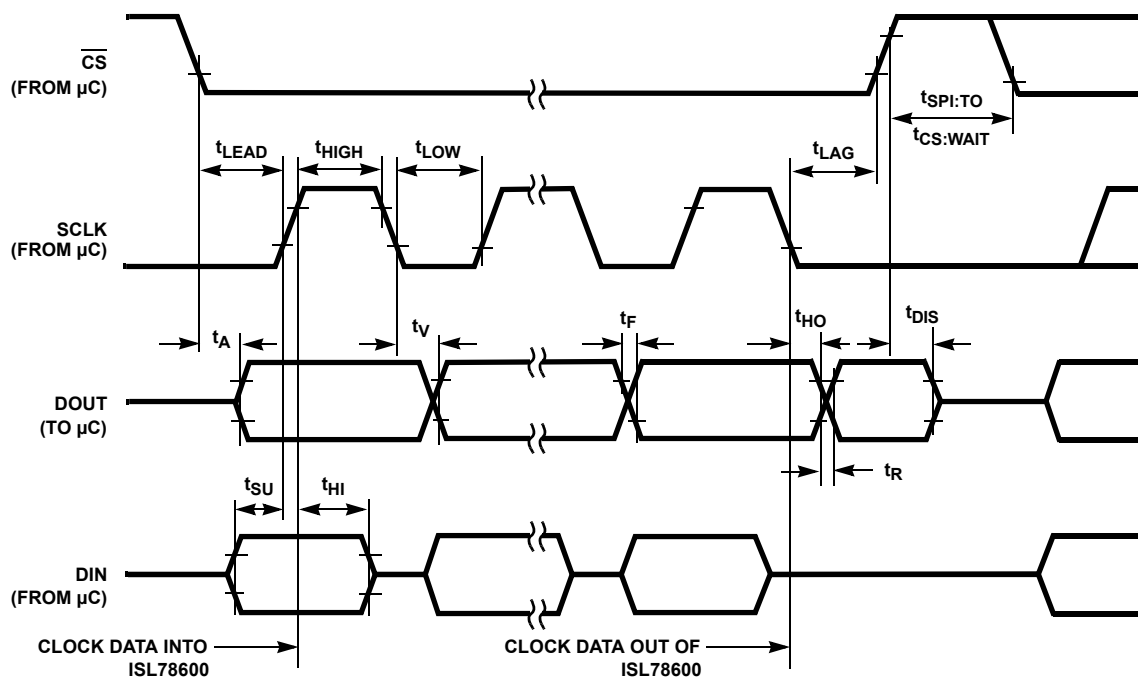 CS
(FROM µC)
tSPI:TO
tCS:WAIT
tLEAD
tHIGH
tLOW
tLAG
SCLK
(FROM µC)
tA
tV
tF
tHO
tDIS
DOUT
(TO µC)
tSU
tHI
tR
DIN
(FROM µC)
CLOCK DATA INTO
ISL78600
CLOCK DATA OUT OF
ISL78600